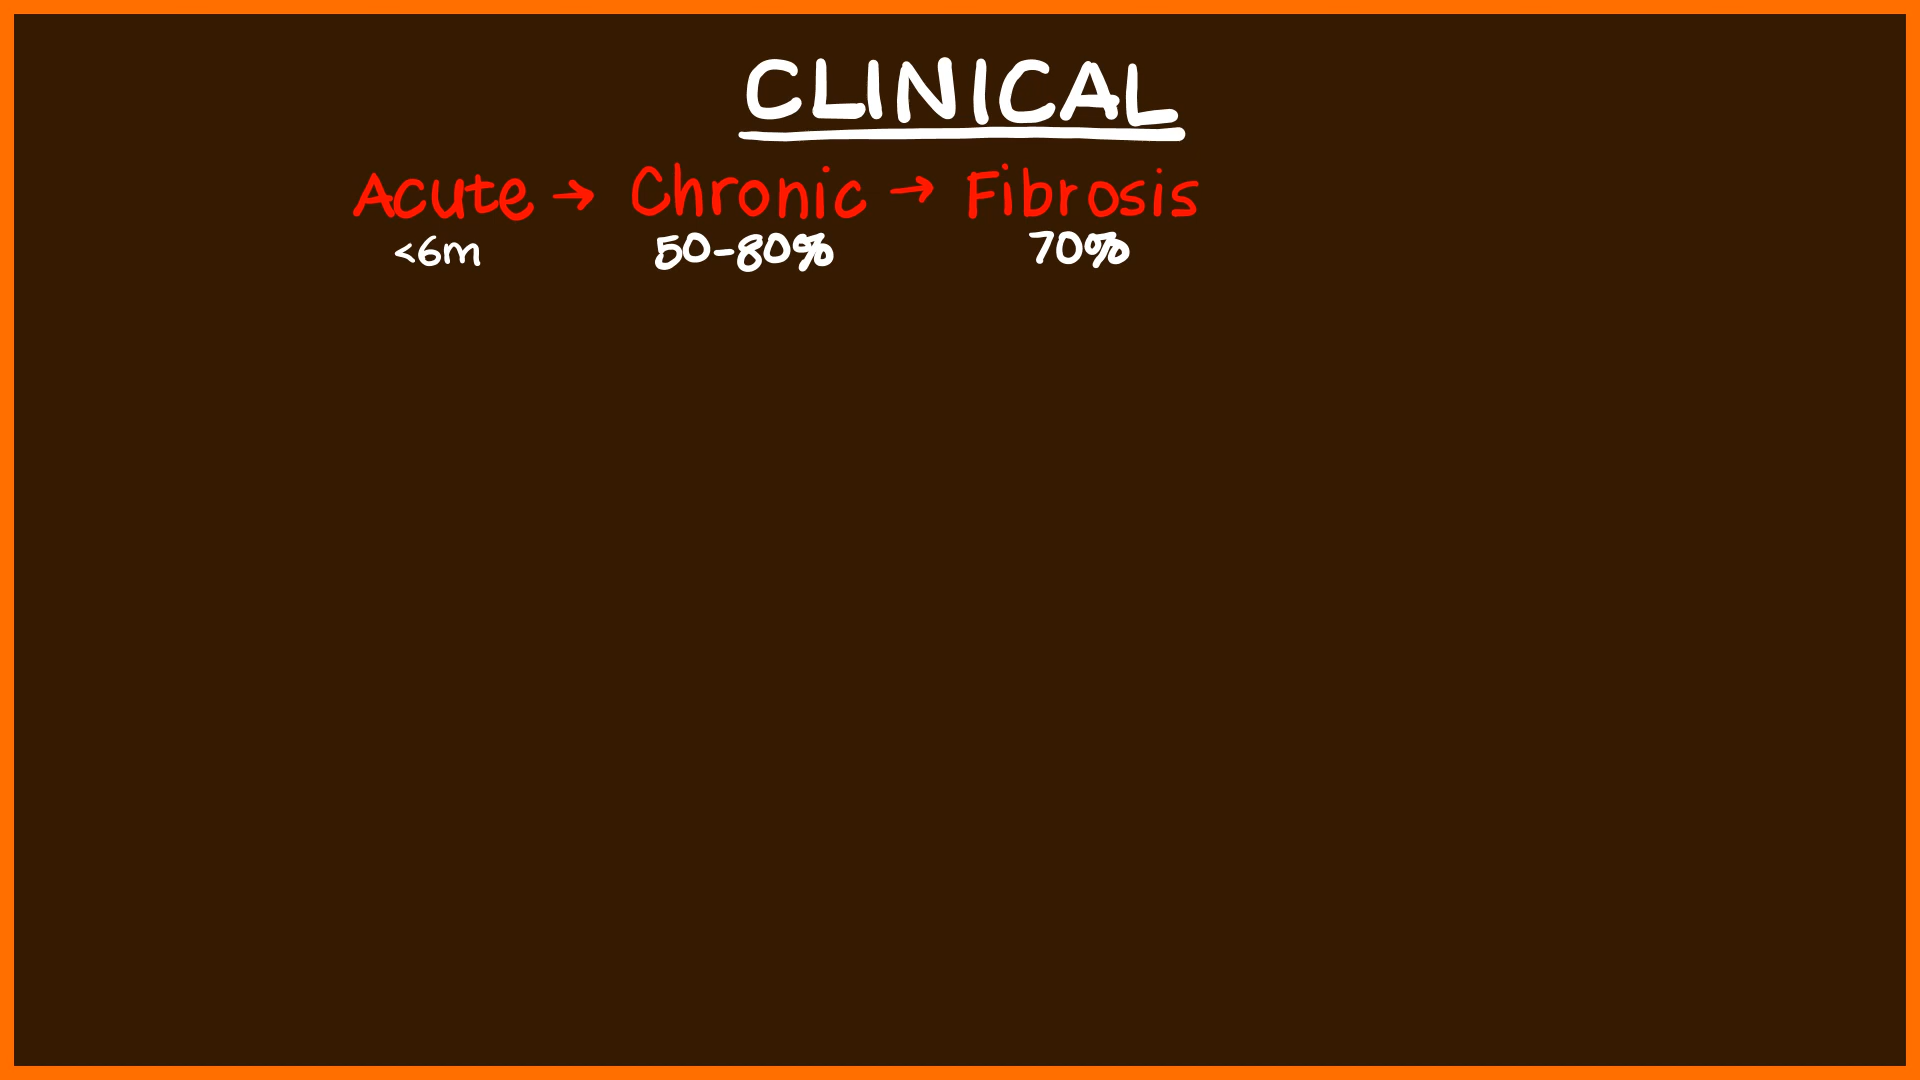 CLINICAL
Acute → Chronic → Fibrosis
<6m 50-80% 70%